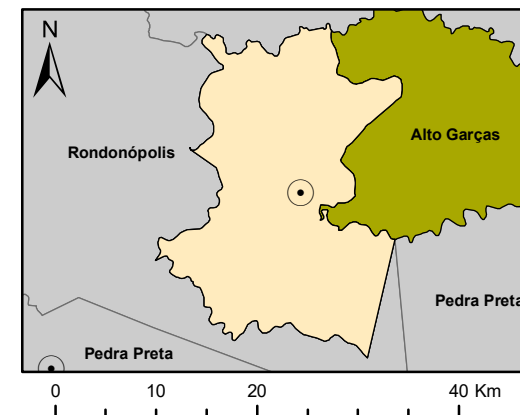 N
Rondonópolis
Alto Garças
Pedra Preta
Pedra Preta
0 10 20 40 Km